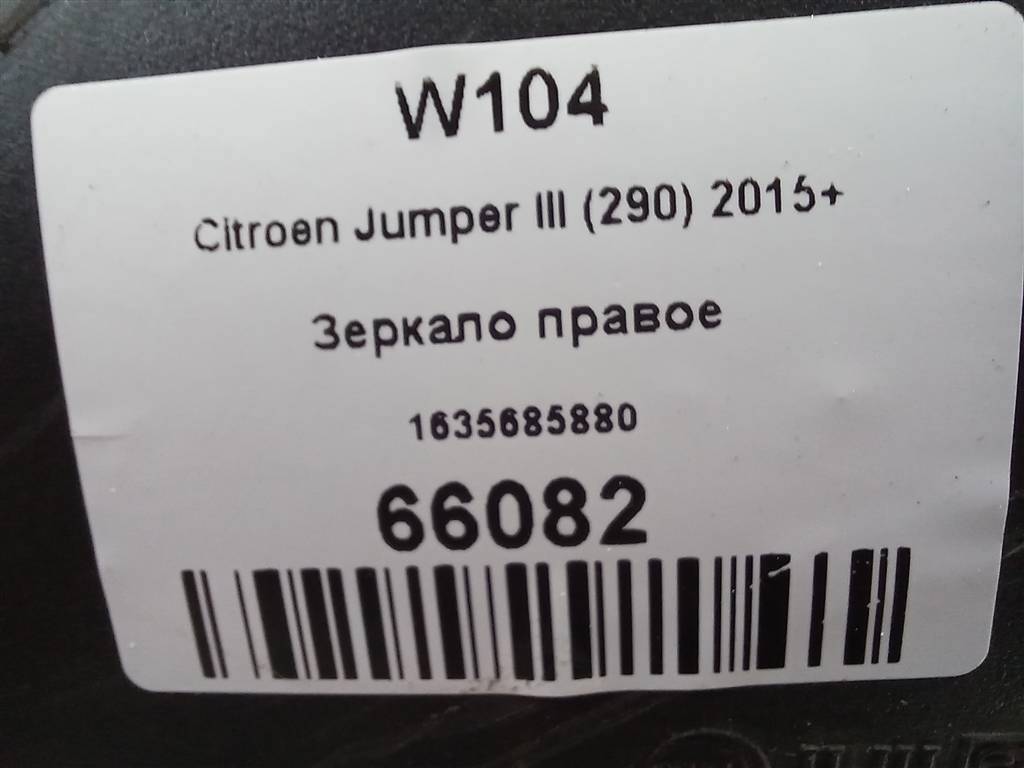 W104
Citroen Jumper III (290) 2015+
Зеркало правое
1635685880
66082